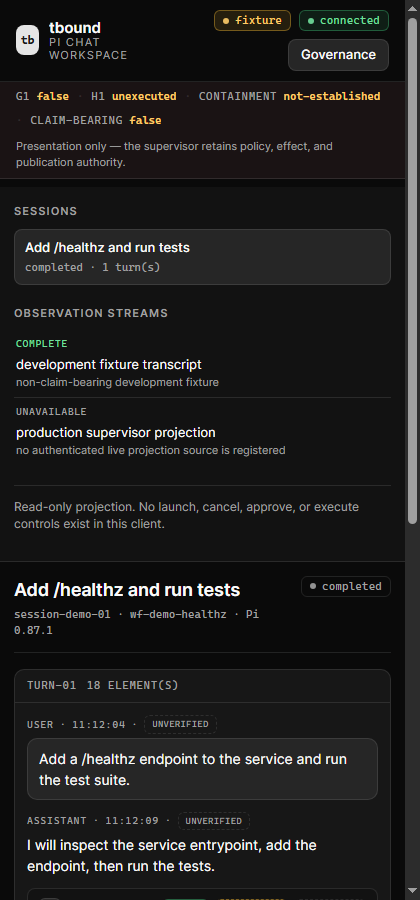 tb
tbound
PI CHAT
WORKSPACE
fixture
connected
Governance
G1 false · H1 unexecuted · CONTAINMENT not-established
· CLAIM-BEARING false
Presentation only — the supervisor retains policy, effect, and
publication authority.
SESSIONS
Add /healthz and run tests
completed · 1 turn(s)
OBSERVATION STREAMS
COMPLETE
development fixture transcript
non-claim-bearing development fixture
UNAVAILABLE
production supervisor projection
no authenticated live projection source is registered
Read-only projection. No launch, cancel, approve, or execute
controls exist in this client.
Add /healthz and run tests
completed
session-demo-01 · wf-demo-healthz · Pi
0.87.1
TURN-01 18 ELEMENT(S)
USER · 11:12:04 · UNVERIFIED
Add a /healthz endpoint to the service and run
the test suite.
ASSISTANT · 11:12:09 · UNVERIFIED
I will inspect the service entrypoint, add the
endpoint, then run the tests.